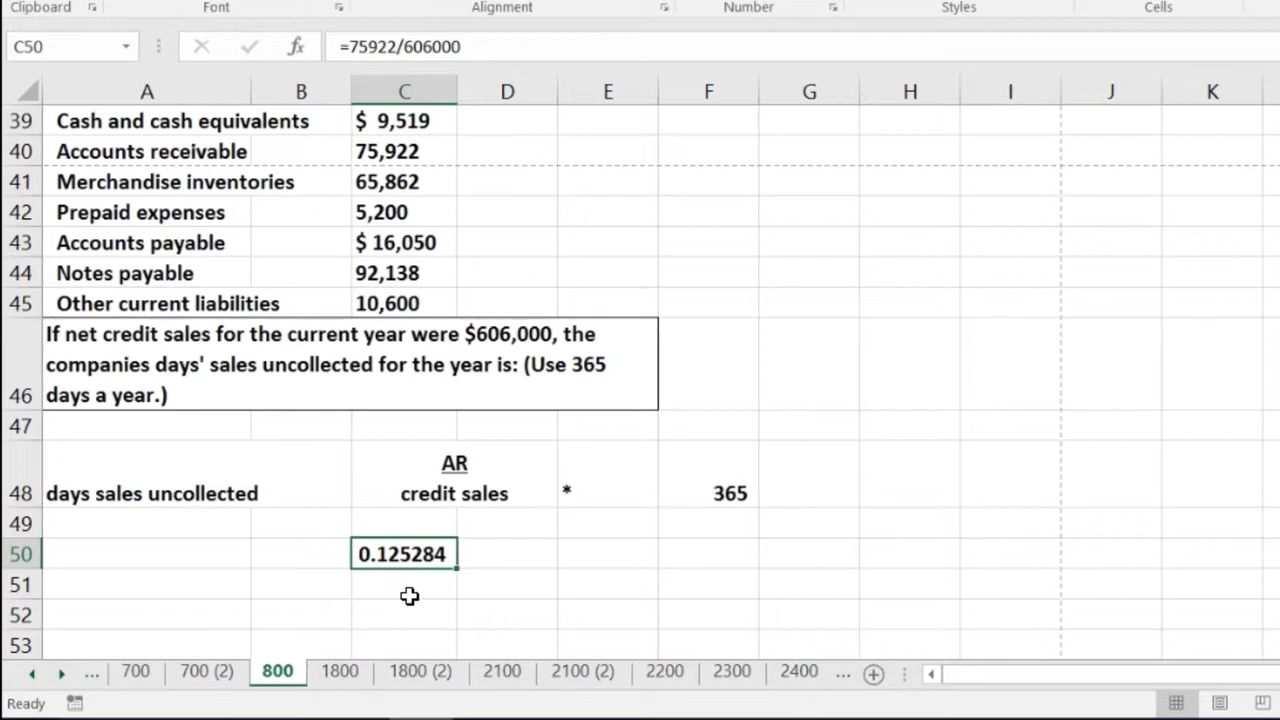 Clipboard Font Alignment Number Styles Cells
C50 fx =75922/606000
A B C D E F G H I J K
39 Cash and cash equivalents $ 9,519
40 Accounts receivable 75,922
41 Merchandise inventories 65,862
42 Prepaid expenses 5,200
43 Accounts payable $ 16,050
44 Notes payable 92,138
45 Other current liabilities 10,600
If net credit sales for the current year were $606,000, the
companies days' sales uncollected for the year is: (Use 365
46 days a year.)
47
AR
48 days sales uncollected credit sales * 365
49
50 0.125284
51
52
53
... 700 700 (2) 800 1800 1800 (2) 2100 2100 (2) 2200 2300 2400 ...
Ready